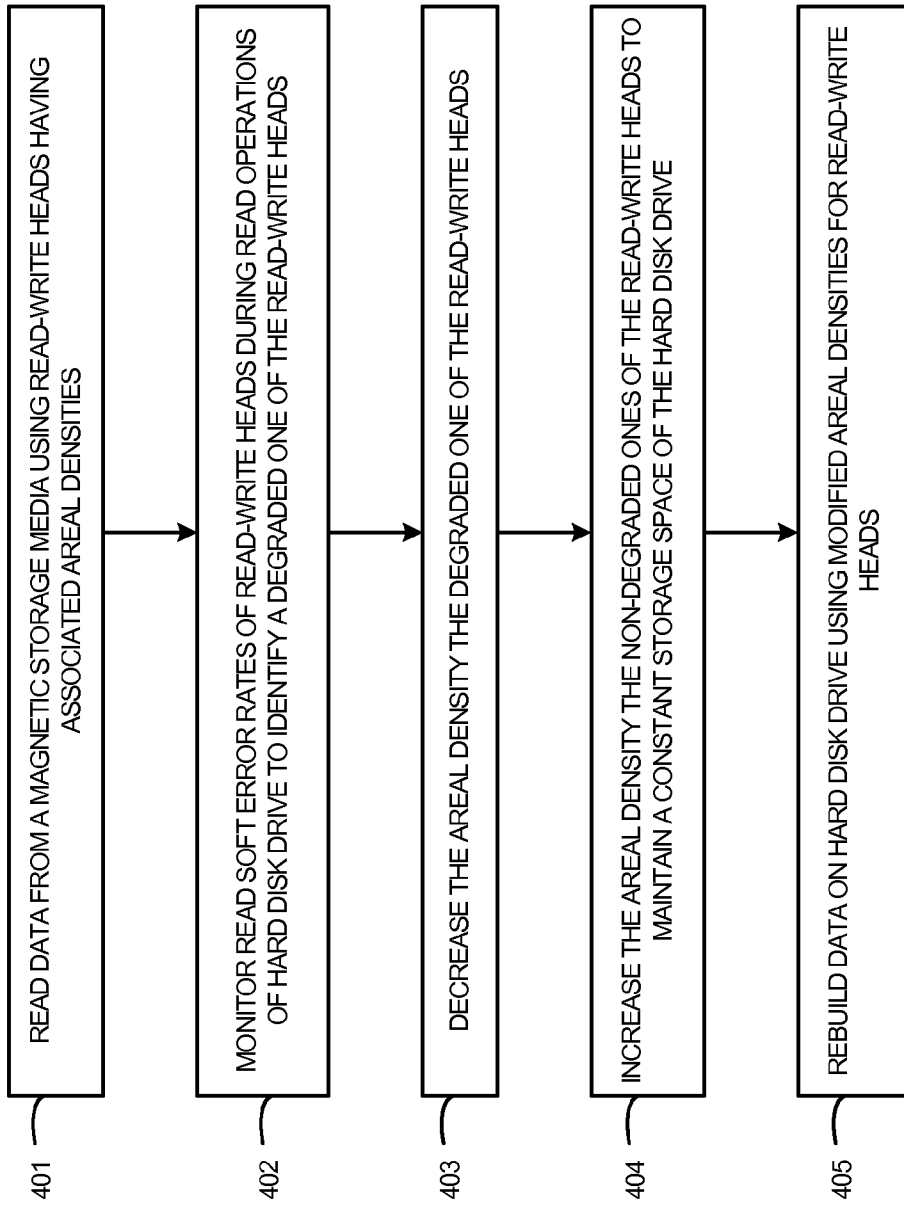 401
READ DATA FROM A MAGNETIC STORAGE MEDIA USING READ-WRITE HEADS HAVING
ASSOCIATED AREAL DENSITIES
402
MONITOR READ SOFT ERROR RATES OF READ-WRITE HEADS DURING READ OPERATIONS
OF HARD DISK DRIVE TO IDENTIFY A DEGRADED ONE OF THE READ-WRITE HEADS
403
DECREASE THE AREAL DENSITY THE DEGRADED ONE OF THE READ-WRITE HEADS
404
INCREASE THE AREAL DENSITY THE NON-DEGRADED ONES OF THE READ-WRITE HEADS TO
MAINTAIN A CONSTANT STORAGE SPACE OF THE HARD DISK DRIVE
405
REBUILD DATA ON HARD DISK DRIVE USING MODIFIED AREAL DENSITIES FOR READ-WRITE
HEADS